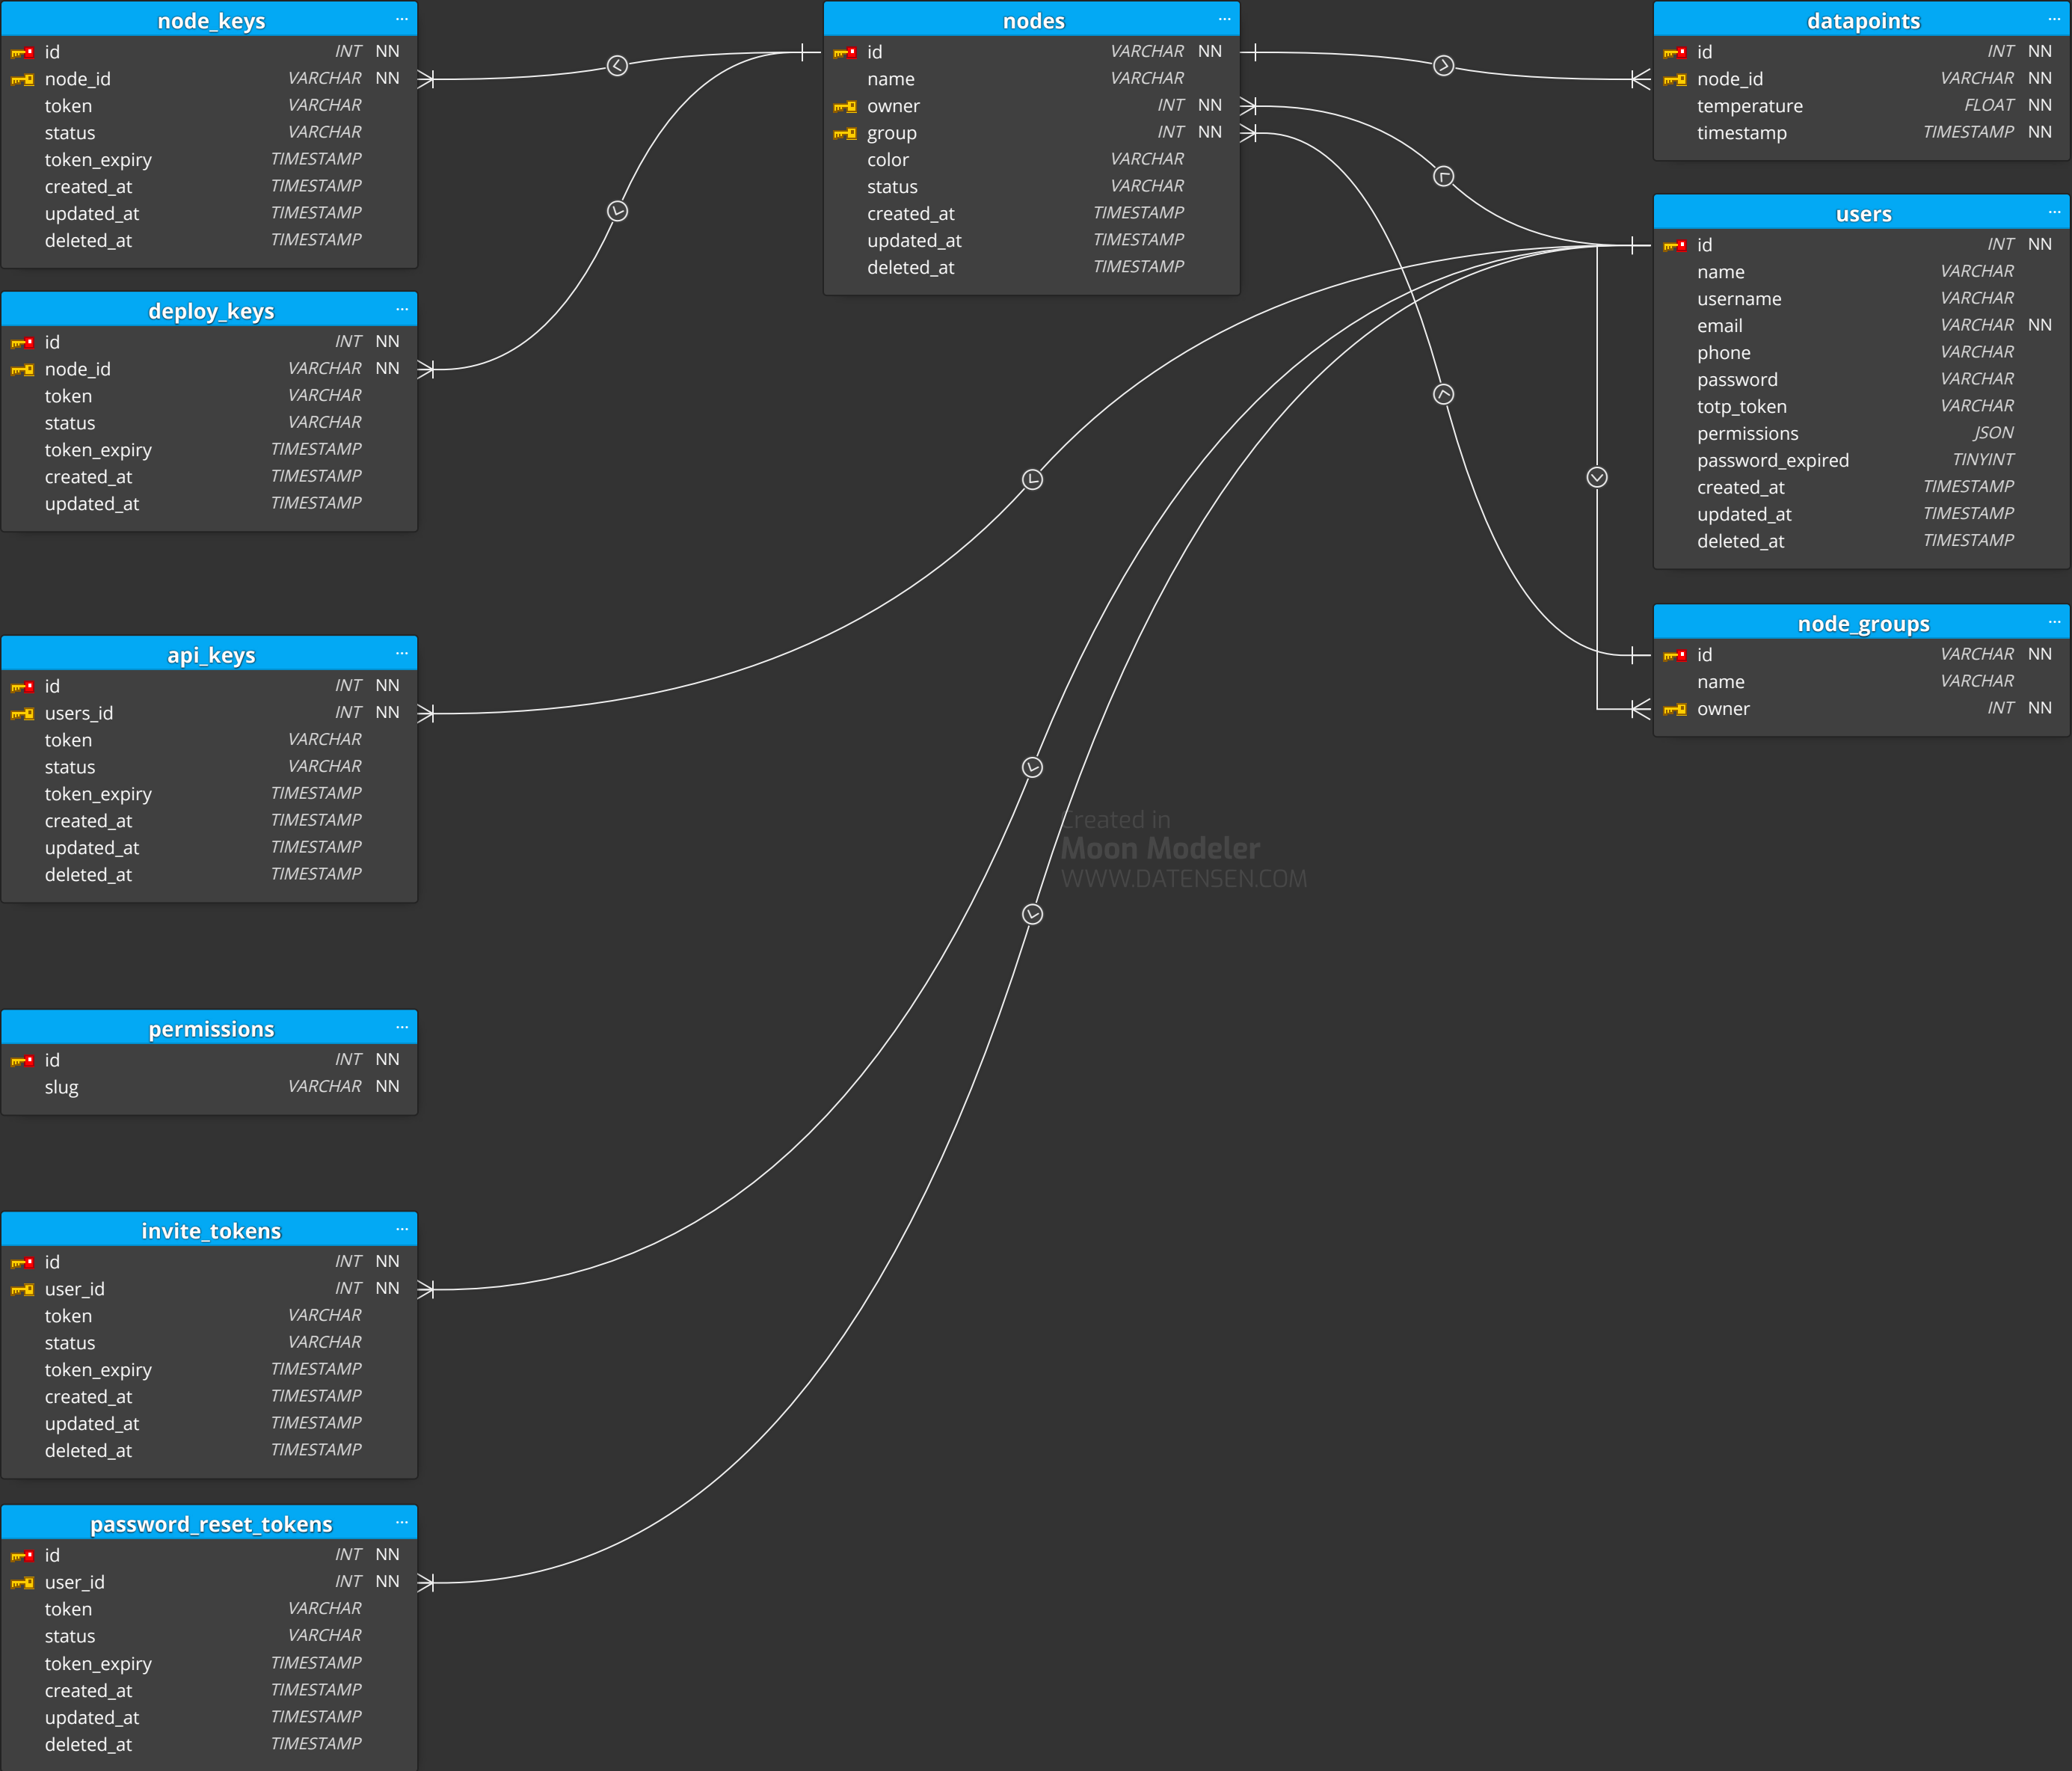 node_keys ...
id INT NN
node_id VARCHAR NN
token VARCHAR
status VARCHAR
token_expiry TIMESTAMP
created_at TIMESTAMP
updated_at TIMESTAMP
deleted_at TIMESTAMP
deploy_keys ...
id INT NN
node_id VARCHAR NN
token VARCHAR
status VARCHAR
token_expiry TIMESTAMP
created_at TIMESTAMP
updated_at TIMESTAMP
api_keys ...
id INT NN
users_id INT NN
token VARCHAR
status VARCHAR
token_expiry TIMESTAMP
created_at TIMESTAMP
updated_at TIMESTAMP
deleted_at TIMESTAMP
permissions ...
id INT NN
slug VARCHAR NN
invite_tokens ...
id INT NN
user_id INT NN
token VARCHAR
status VARCHAR
token_expiry TIMESTAMP
created_at TIMESTAMP
updated_at TIMESTAMP
deleted_at TIMESTAMP
password_reset_tokens ...
id INT NN
user_id INT NN
token VARCHAR
status VARCHAR
token_expiry TIMESTAMP
created_at TIMESTAMP
updated_at TIMESTAMP
deleted_at TIMESTAMP
nodes ...
id VARCHAR NN
name VARCHAR
owner INT NN
group INT NN
color VARCHAR
status VARCHAR
created_at TIMESTAMP
updated_at TIMESTAMP
deleted_at TIMESTAMP
Created in
Moon Modeler
WWW.DATENSEN.COM
datapoints ...
id INT NN
node_id VARCHAR NN
temperature FLOAT NN
timestamp TIMESTAMP NN
users ...
id INT NN
name VARCHAR
username VARCHAR
email VARCHAR NN
phone VARCHAR
password VARCHAR
totp_token VARCHAR
permissions JSON
password_expired TINYINT
created_at TIMESTAMP
updated_at TIMESTAMP
deleted_at TIMESTAMP
node_groups ...
id VARCHAR NN
name VARCHAR
owner INT NN